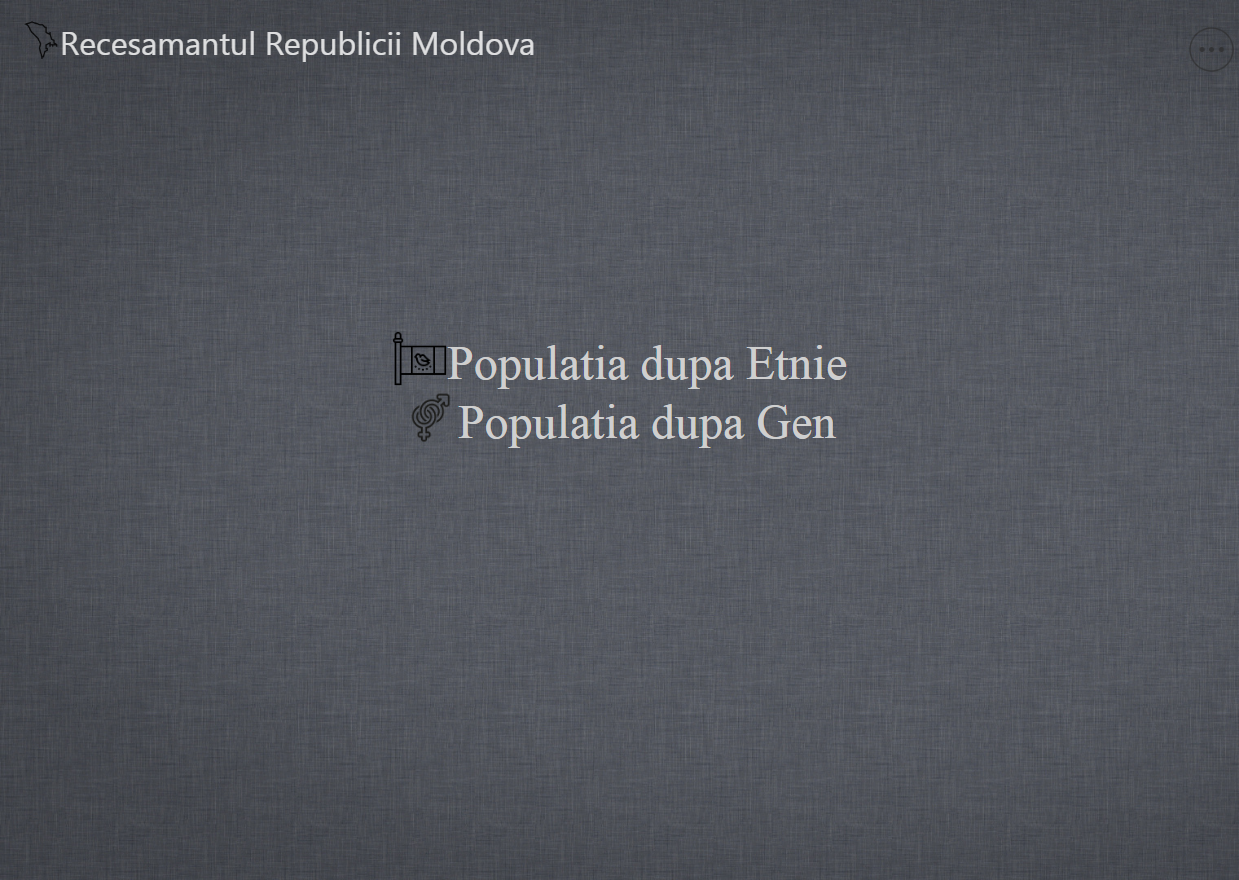 Recesamantul Republicii Moldova
Populatia dupa Etnie
Populatia dupa Gen